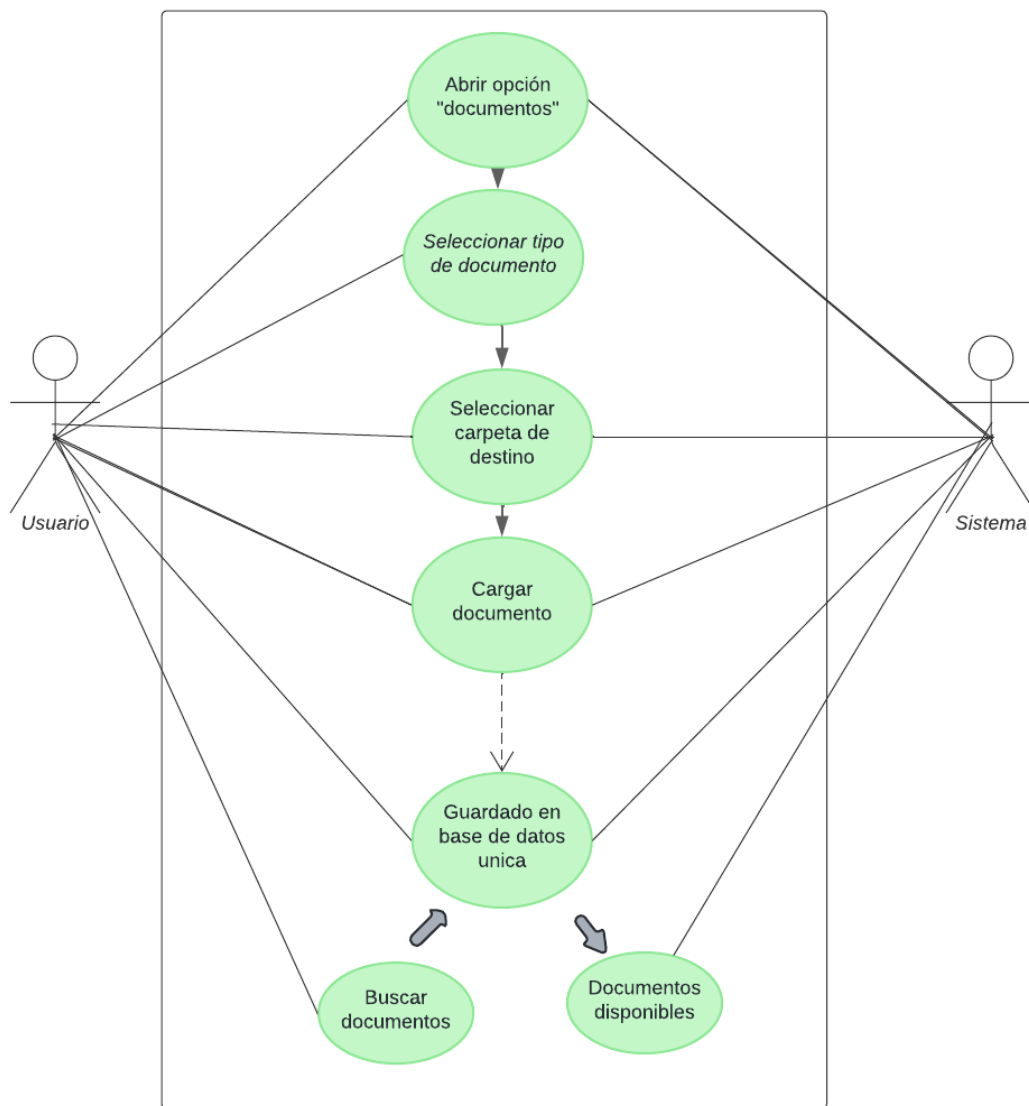 Abrir opción
"documentos"
Seleccionar tipo
de documento
Seleccionar
carpeta de
destino
Usuario
Sistema
Cargar
documento
Guardado en
base de datos
unica
Buscar
documentos
Documentos
disponibles